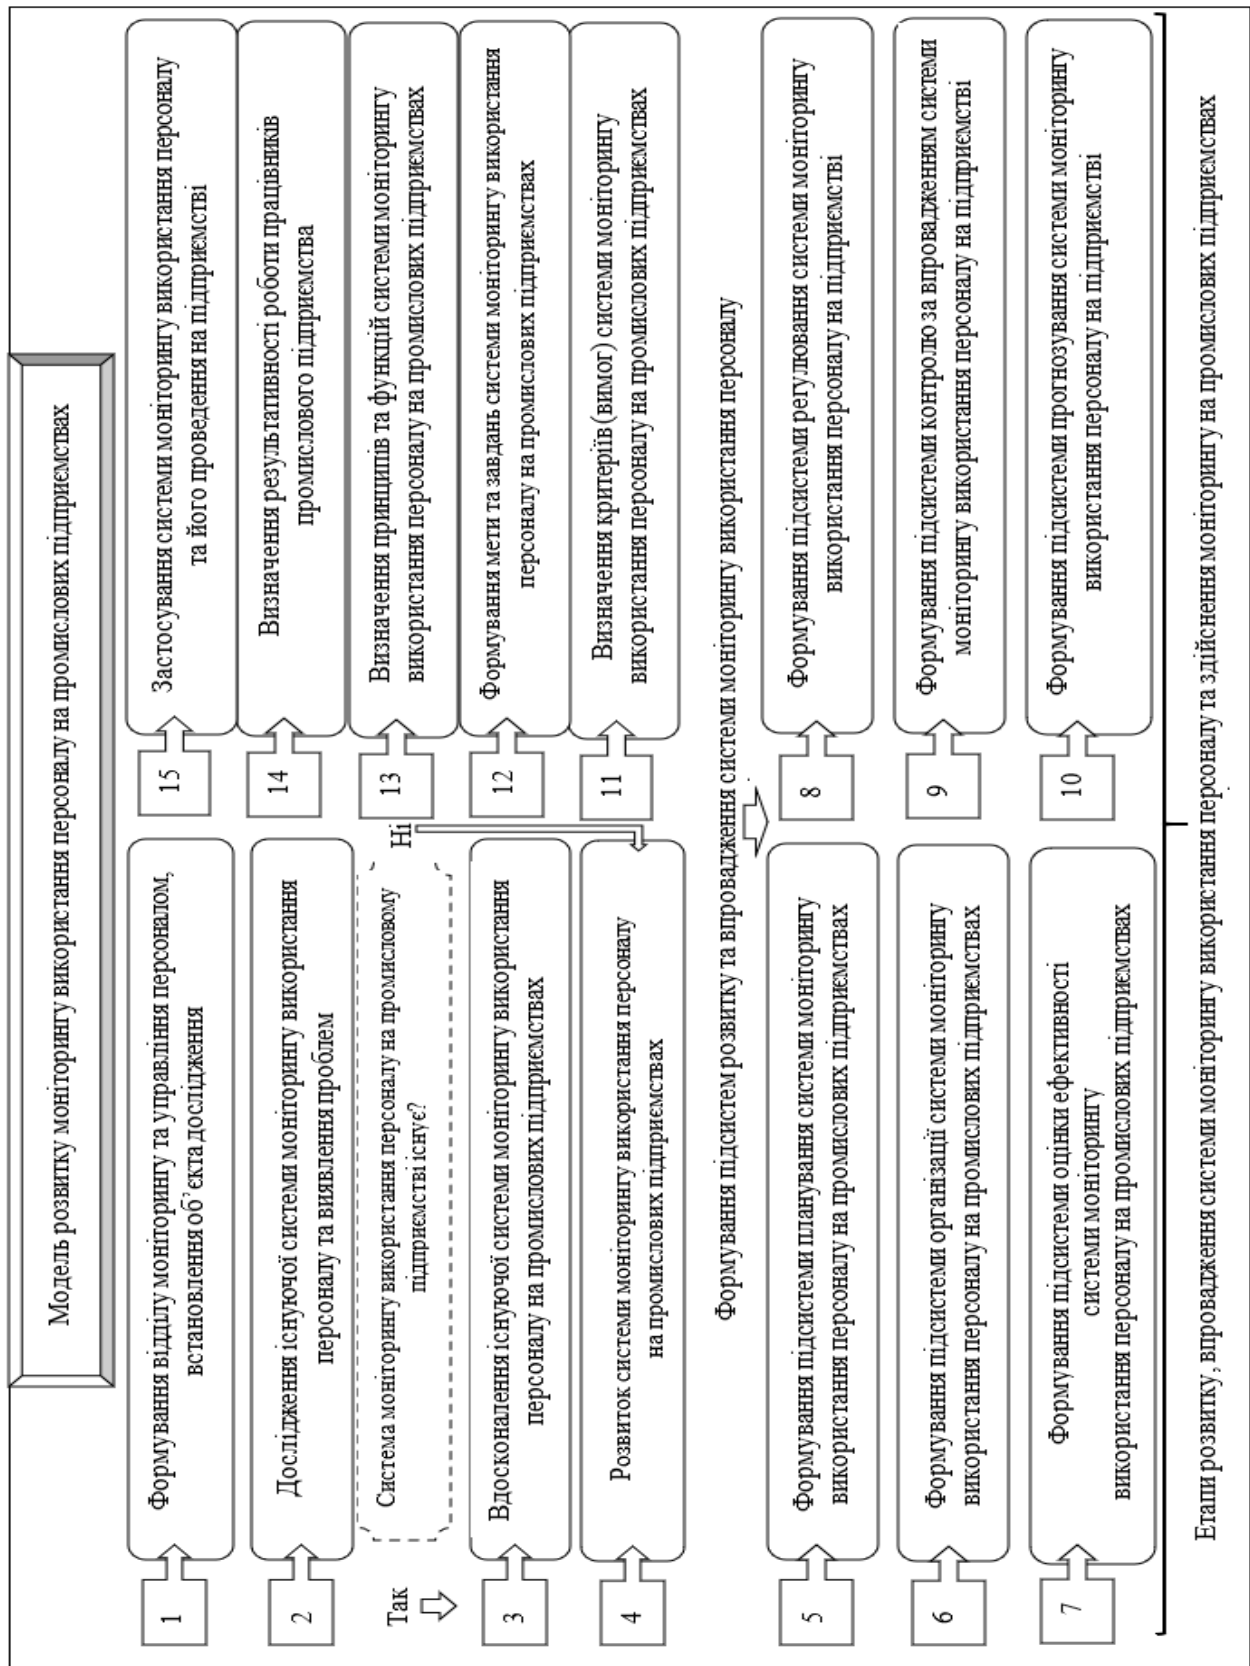 Модель розвитку моніторингу використання персоналу на промислових підприємствах
1
Формування відділу моніторингу та управління персоналом,
встановлення об’єкта дослідження
2
Дослідження існуючої системи моніторингу використання
персоналу та виявлення проблем
Система моніторингу використання персоналу на промисловому
підприємстві існує?
Так
Ні
3
Вдосконалення існуючої системи моніторингу використання
персоналу на промислових підприємствах
4
Розвиток системи моніторингу використання персоналу
на промислових підприємствах
15
Застосування системи моніторингу використання персоналу
та його проведення на підприємстві
14
Визначення результативності роботи працівників
промислового підприємства
13
Визначення принципів та функцій системи моніторингу
використання персоналу на промислових підприємствах
12
Формування мети та завдань системи моніторингу використання
персоналу на промислових підприємствах
11
Визначення критеріїв (вимог) системи моніторингу
використання персоналу на промислових підприємствах
Формування підсистем розвитку та впровадження системи моніторингу використання персоналу
5
Формування підсистеми планування системи моніторингу
використання персоналу на промислових підприємствах
6
Формування підсистеми організації системи моніторингу
використання персоналу на промислових підприємствах
7
Формування підсистеми оцінки ефективності
системи моніторингу
використання персоналу на промислових підприємствах
8
Формування підсистеми регулювання системи моніторингу
використання персоналу на підприємстві
9
Формування підсистеми контролю за впровадженням системи
моніторингу використання персоналу на підприємстві
10
Формування підсистеми прогнозування системи моніторингу
використання персоналу на підприємстві
Етапи розвитку, впровадження системи моніторингу використання персоналу та здійснення моніторингу на промислових підприємствах